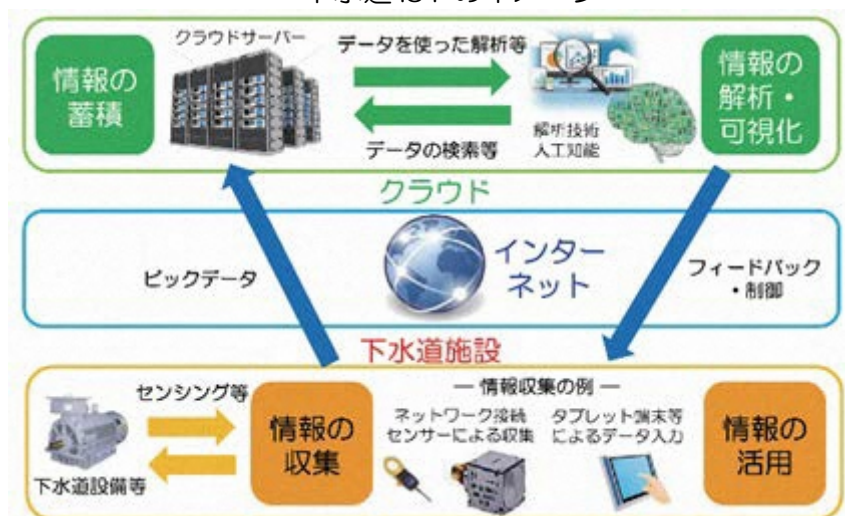 クラウドサーバー
データを使った解析等
情報の
蓄積
情報の
解析・
可視化
データの検索等
解析技術
人工知能
クラウド
インター
ネット
ビックデータ
フィードバック
・制御
下水道施設
センシング等
情報の
収集
下水道設備等
― 情報収集の例 ―
ネットワーク接続
センサーによる収集
タブレット端末等
によるデータ入力
情報の
活用